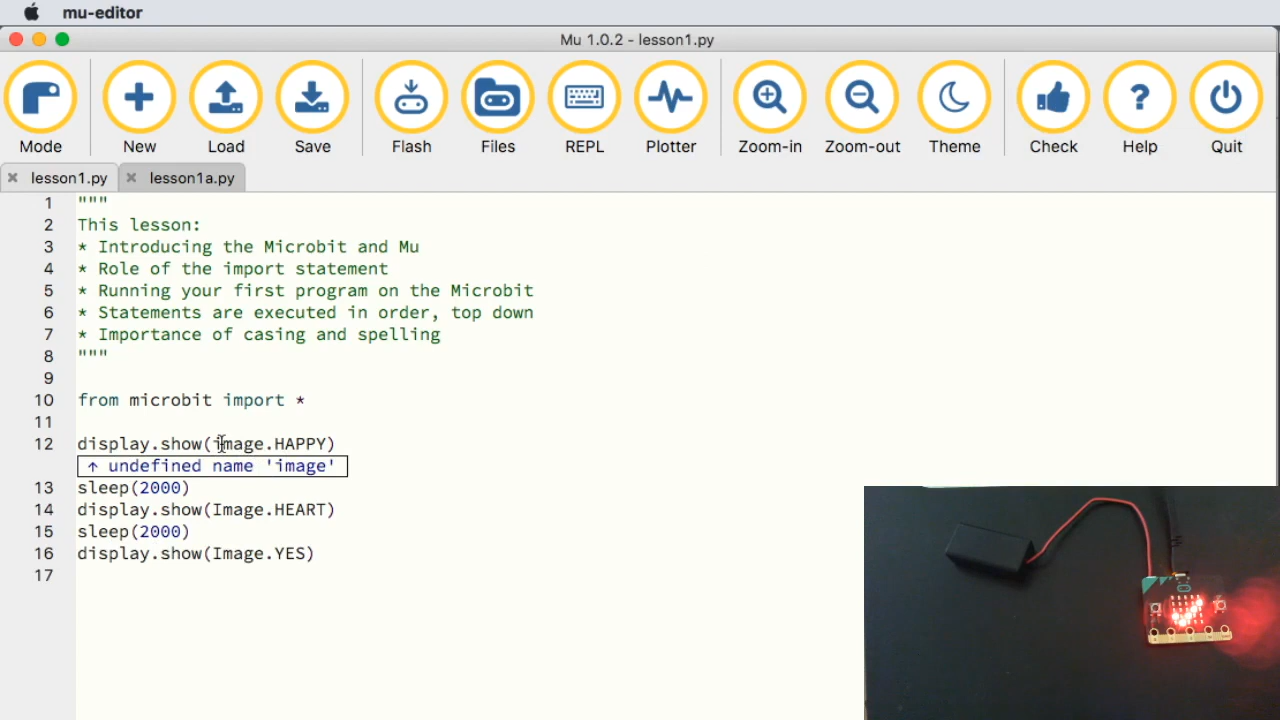 mu-editor
Mu 1.0.2 - lesson1.py
Mode New Load Save Flash Files REPL Plotter Zoom-in Zoom-out Theme Check Help Quit
lesson1.py lesson1a.py
1 """
2 This lesson:
3 * Introducing the Microbit and Mu
4 * Role of the import statement
5 * Running your first program on the Microbit
6 * Statements are executed in order, top down
7 * Importance of casing and spelling
8 """
9
10 from microbit import *
11
12 display.show(image.HAPPY)
↑ undefined name 'image'
13 sleep(2000)
14 display.show(Image.HEART)
15 sleep(2000)
16 display.show(Image.YES)
17